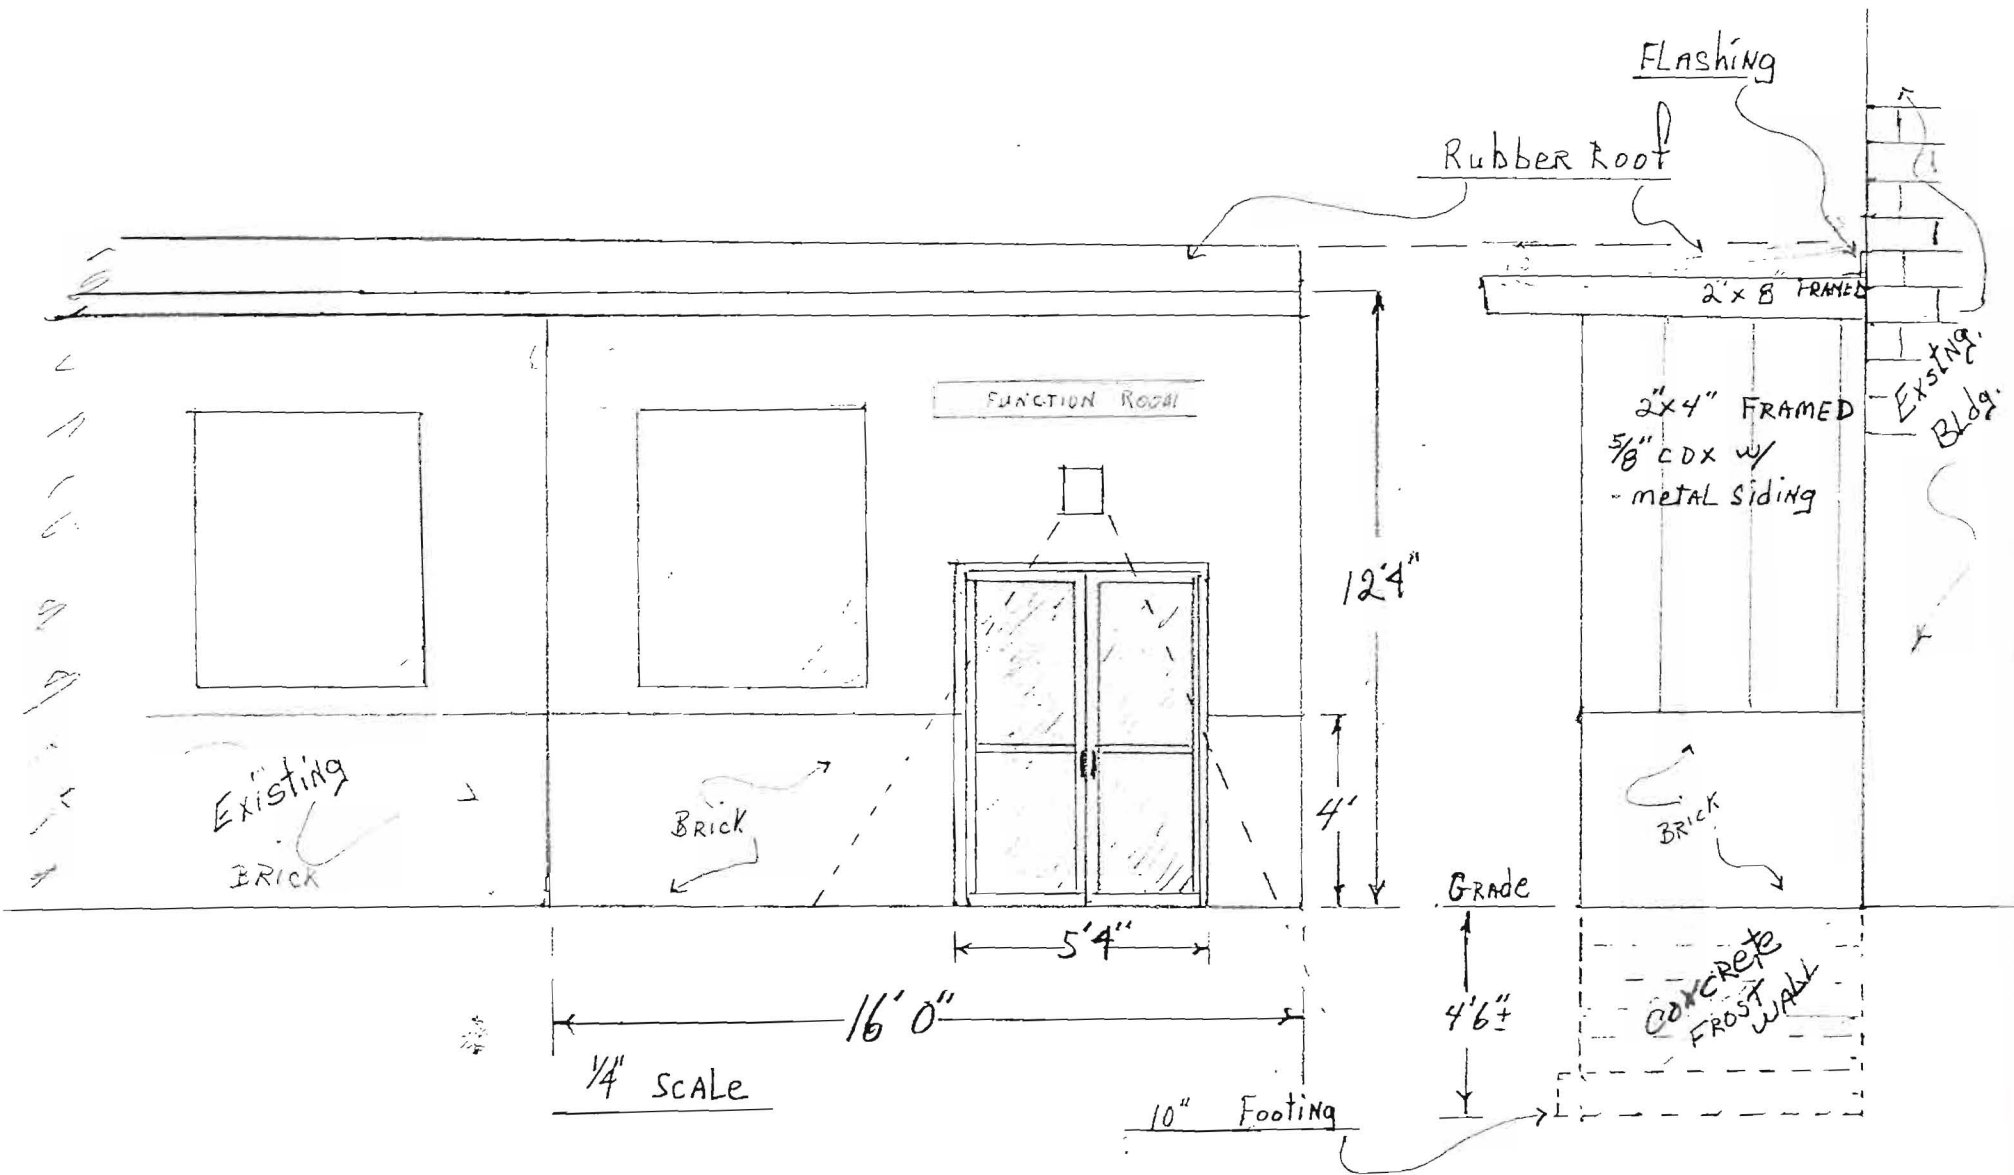 FLASHING
Rubber Roof
2"x 8" FRAMED
FUNCTION ROOM
2"x4" FRAMED
5/8" CDX w/
- metAL Siding
Exstng.
BLdg.
12'4"
4'
Existing
BRICK
BRICK
BRICK
GRAde
5'4"
16' 0"
4'6"±
CONCRete
FROST WALL
1/4" SCALe
10" Footing